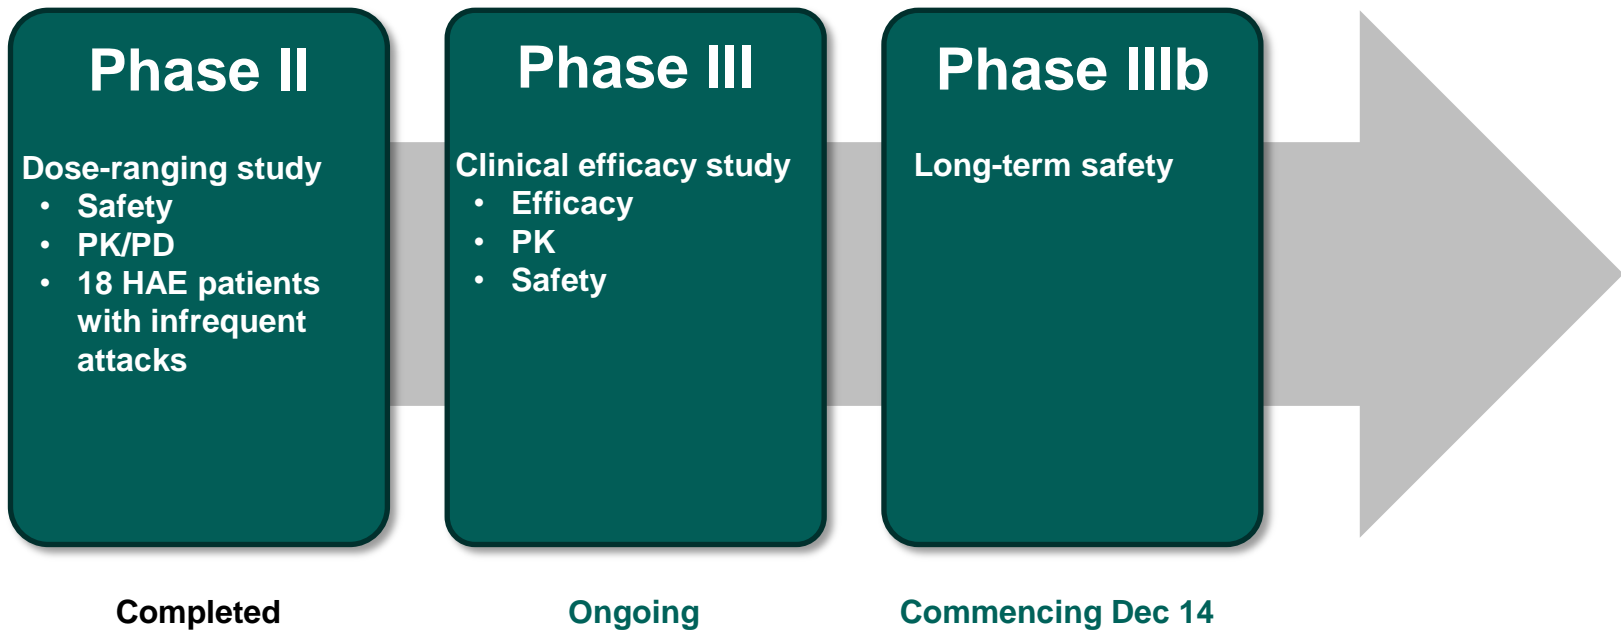 Phase II
Dose-ranging study
• Safety
• PK/PD
• 18 HAE patients
with infrequent
attacks
Completed
Phase III
Clinical efficacy study
• Efficacy
• PK
• Safety
Ongoing
Phase IIIb
Long-term safety
Commencing Dec 14